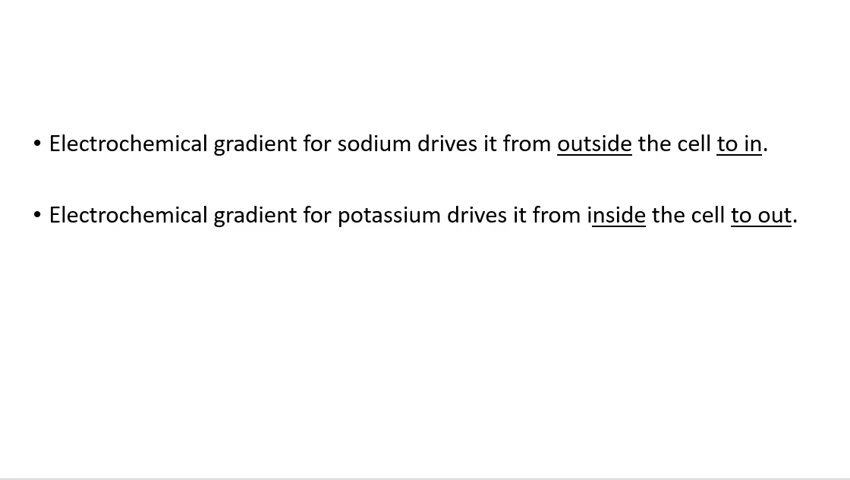 • Electrochemical gradient for sodium drives it from outside the cell to in.
• Electrochemical gradient for potassium drives it from inside the cell to out.